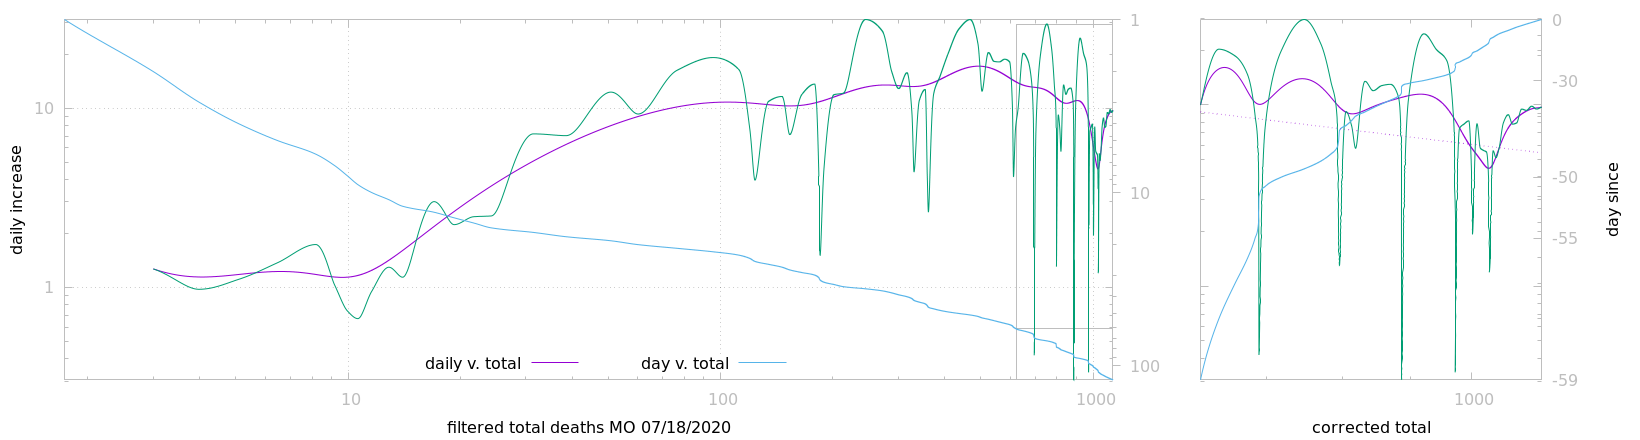 daily increase
10
1
1
10
100
daily v. total
day v. total
10
100
1000
filtered total deaths MO 07/18/2020
0
-30
-50
-55
-59
day since
1000
corrected total